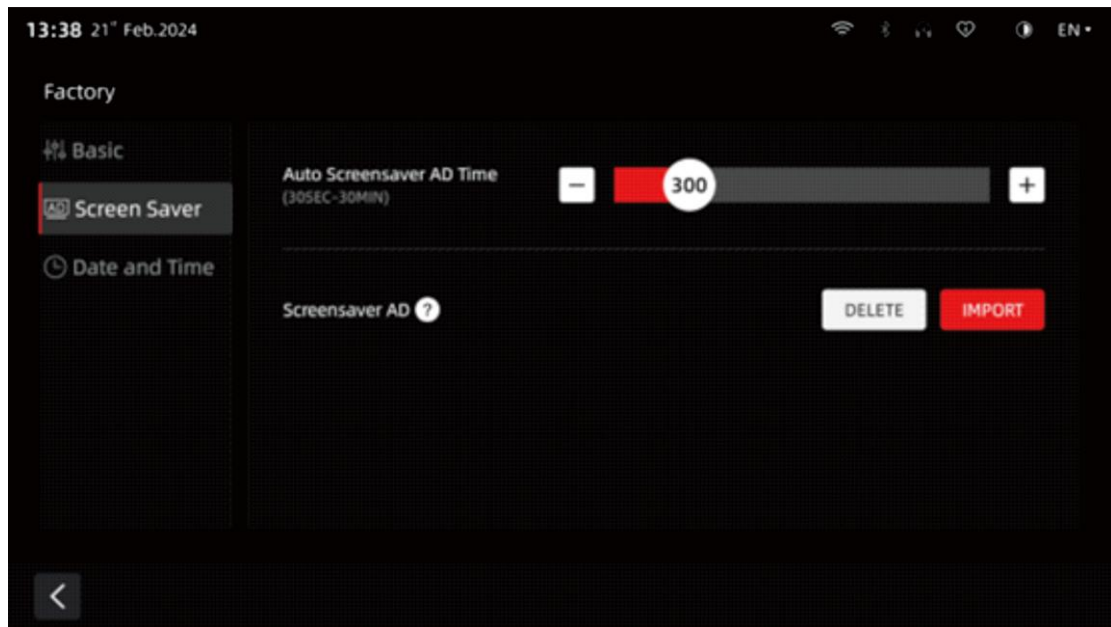 13:38 21st Feb.2024
EN
Factory
Basic
AD Screen Saver
Date and Time
Auto Screensaver AD Time
(30SEC-30MIN)
−
300
+
Screensaver AD ?
DELETE
IMPORT